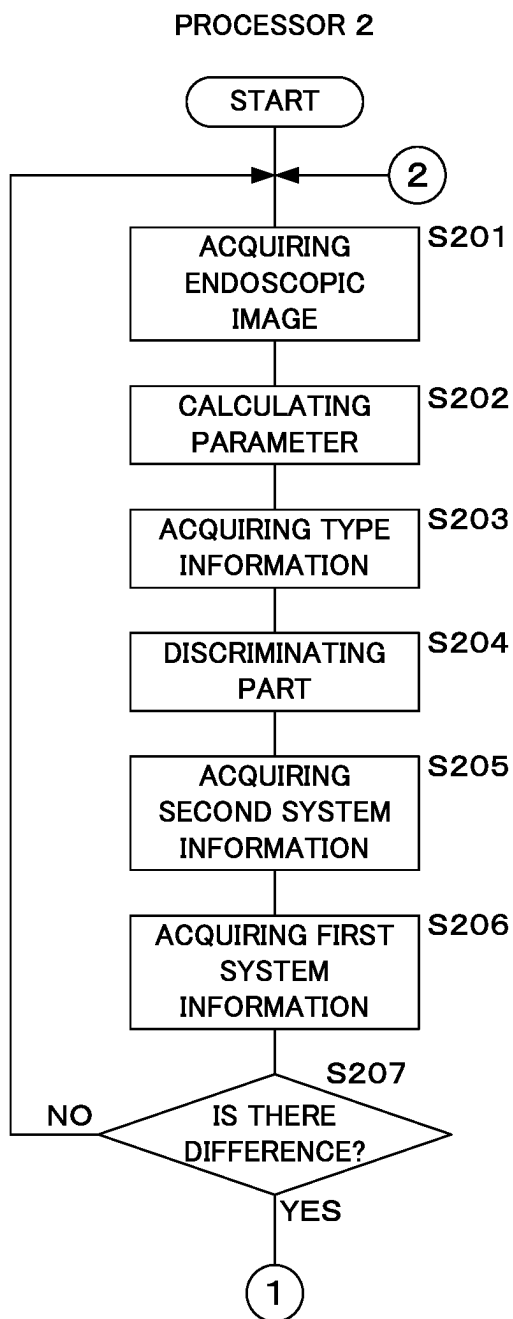 PROCESSOR 2
START
2
S201
ACQUIRING
ENDOSCOPIC
IMAGE
S202
CALCULATING
PARAMETER
S203
ACQUIRING TYPE
INFORMATION
S204
DISCRIMINATING
PART
S205
ACQUIRING
SECOND SYSTEM
INFORMATION
S206
ACQUIRING FIRST
SYSTEM
INFORMATION
S207
NO
IS THERE
DIFFERENCE?
YES
1